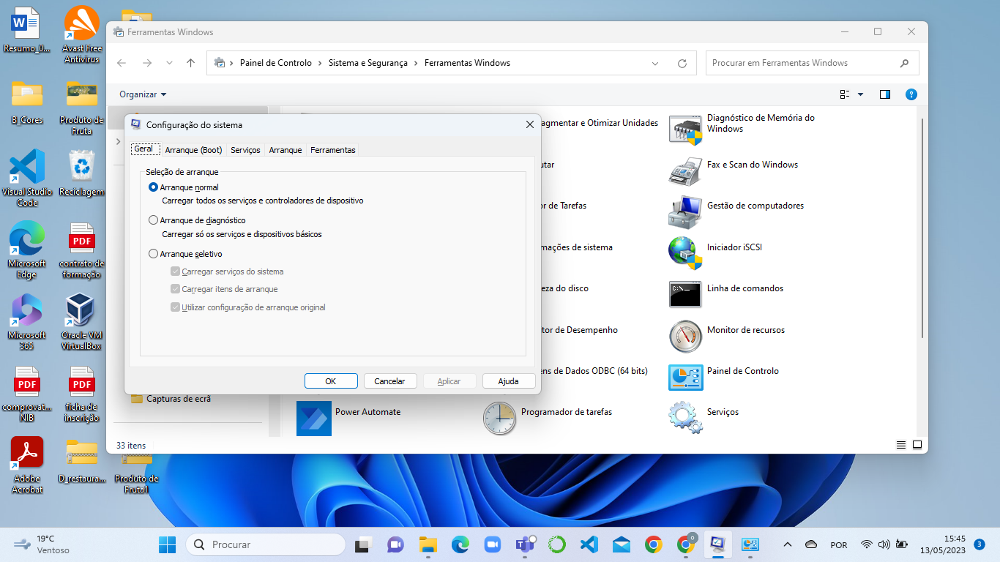 Resumo_0...
Avast Free
Antivirus
B_Cores
Produto de
Fruta
Visual Studio
Code
Reciclagem
Microsoft
Edge
PDF
contrato de
formação
Microsoft
365
Oracle VM
VirtualBox
PDF
comprovat...
NIB
PDF
ficha de
inscrição
Adobe
Acrobat
D_restaura...
Produto de
Fruta1
Ferramentas Windows
Painel de Controlo
Sistema e Segurança
Ferramentas Windows
Procurar em Ferramentas Windows
Organizar
Configuração do sistema
Geral
Arranque (Boot)
Serviços
Arranque
Ferramentas
Seleção de arranque
Arranque normal
Carregar todos os serviços e controladores de dispositivo
Arranque de diagnóstico
Carregar só os serviços e dispositivos básicos
Arranque seletivo
Carregar serviços do sistema
Carregar itens de arranque
Utilizar configuração de arranque original
OK
Cancelar
Aplicar
Ajuda
Capturas de ecrã
agmentar e Otimizar Unidades
Diagnóstico de Memória do
Windows
utar
Fax e Scan do Windows
or de Tarefas
Gestão de computadores
mações de sistema
Iniciador iSCSI
eza do disco
Linha de comandos
tor de Desempenho
Monitor de recursos
ens de Dados ODBC (64 bits)
Painel de Controlo
Power Automate
Programador de tarefas
Serviços
33 itens
19°C
Ventoso
Procurar
POR
15:45
13/05/2023
3